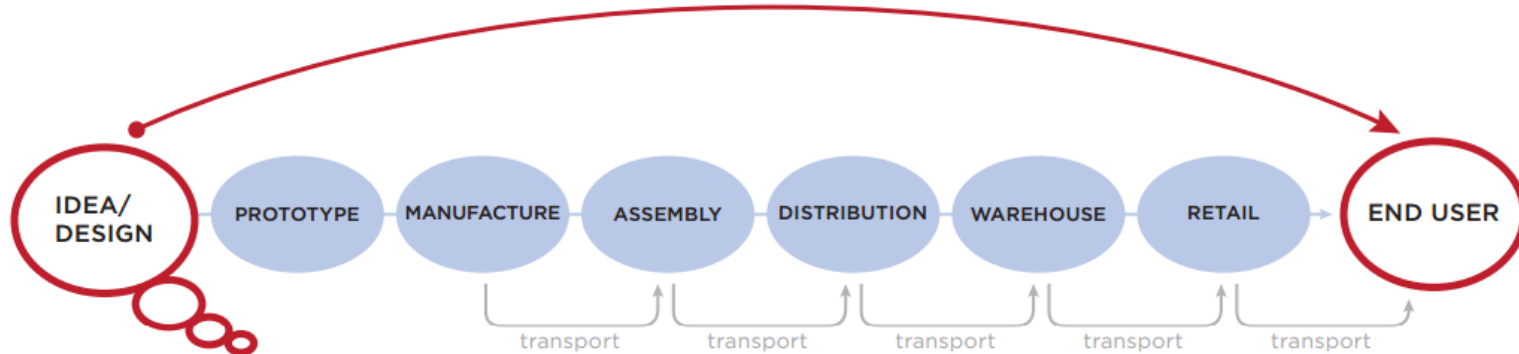 IDEA/
DESIGN
PROTOTYPE
MANUFACTURE
ASSEMBLY
DISTRIBUTION
WAREHOUSE
RETAIL
END USER
transport
transport
transport
transport
transport